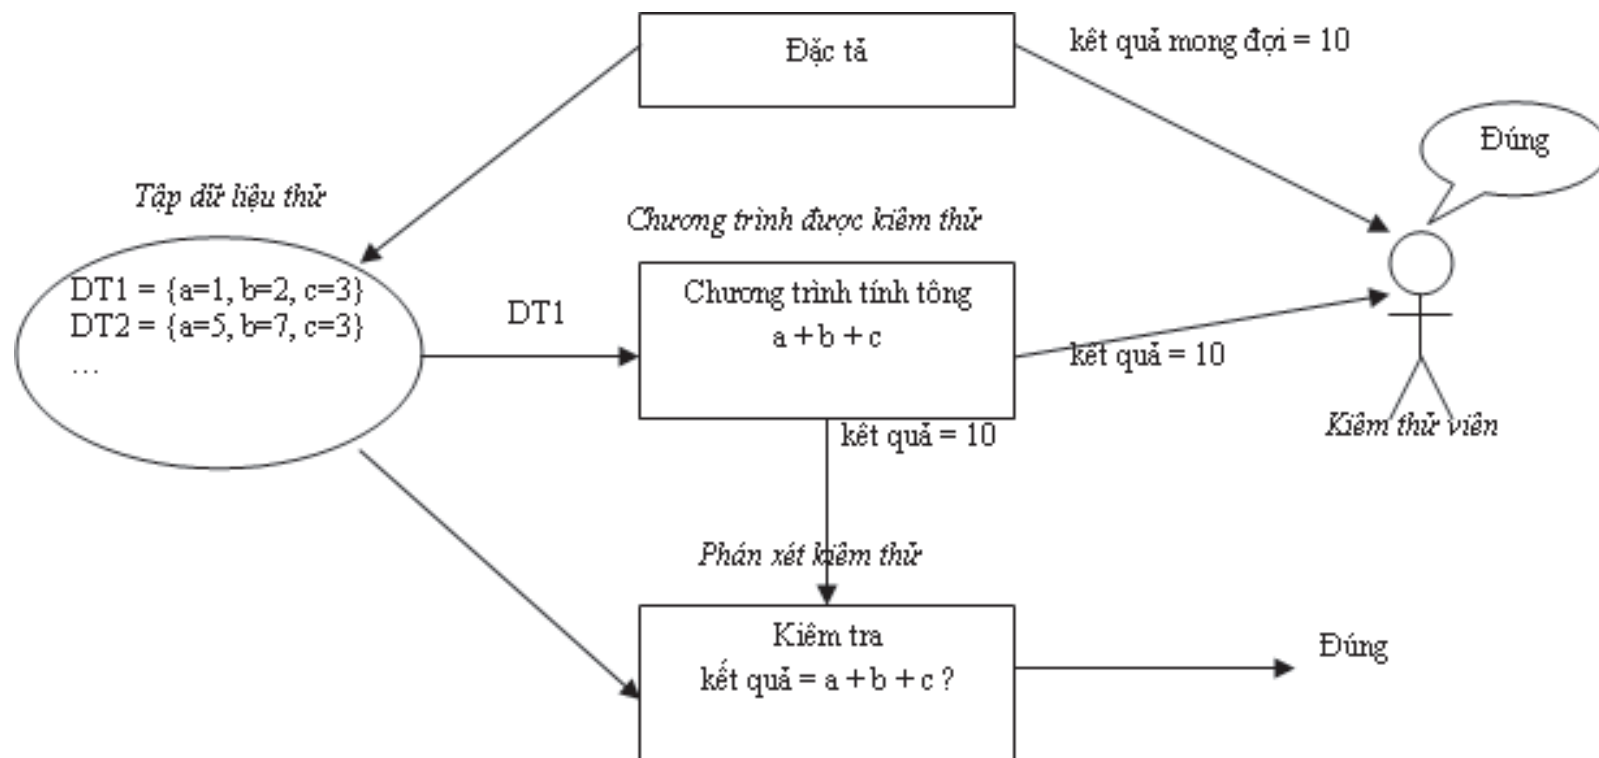 Đặc tả
kết quả mong đợi = 10
Đúng
Tập dữ liệu thử
Chương trình được kiểm thử
DT1 = {a=1, b=2, c=3}
DT2 = {a=5, b=7, c=3}
…
DT1
Chương trình tính tổng
a + b + c
kết quả = 10
Kiểm thử viên
kết quả = 10
Phán xét kiểm thử
Kiểm tra
kết quả = a + b + c ?
Đúng